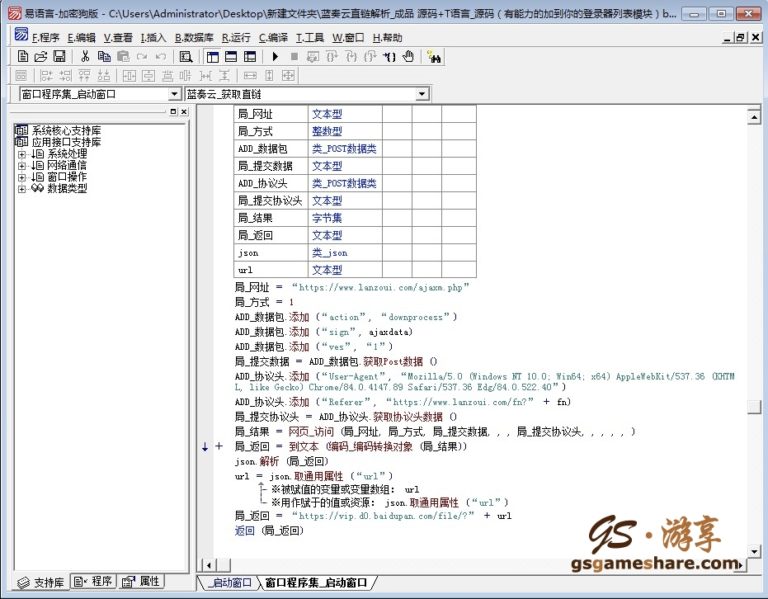 易语言-加密狗版 - C:\Users\Administrator\Desktop\新建文件夹\蓝奏云直链解析_成品 源码+T语言_源码（有能力的加到你的登录器列表模块）b...
F.程序 E.编辑 V.查看 I.插入 B.数据库 R.运行 C.编译 T.工具 W.窗口 H.帮助
窗口程序集_启动窗口 蓝奏云_获取直链
系统核心支持库
应用接口支持库
系统处理
网络通信
窗口操作
数据类型
局_网址 文本型
局_方式 整数型
ADD_数据包 类_POST数据类
局_提交数据 文本型
ADD_协议头 类_POST数据类
局_提交协议头 文本型
局_结果 字节集
局_返回 文本型
json 类_json
url 文本型
局_网址 = “https://www.lanzoui.com/ajaxm.php”
局_方式 = 1
ADD_数据包.添加 (“action”, “downprocess”)
ADD_数据包.添加 (“sign”, ajaxdata)
ADD_数据包.添加 (“ves”, “1”)
局_提交数据 = ADD_数据包.获取Post数据 ()
ADD_协议头.添加 (“User-Agent”, “Mozilla/5.0 (Windows NT 10.0; Win64; x64) AppleWebKit/537.36 (KHTM
L, like Gecko) Chrome/84.0.4147.89 Safari/537.36 Edg/84.0.522.40”)
ADD_协议头.添加 (“Referer”, “https://www.lanzoui.com/fn?” + fn)
局_提交协议头 = ADD_协议头.获取协议头数据 ()
局_结果 = 网页_访问 (局_网址, 局_方式, 局_提交数据, , , 局_提交协议头, , , , , )
局_返回 = 到文本 (编码_编码转换对象 (局_结果))
json.解析 (局_返回)
url = json.取通用属性 (“url”)
※被赋值的变量或变量数组: url
※用作赋于的值或资源: json.取通用属性 (“url”)
局_返回 = “https://vip.d0.baidupan.com/file/?” + url
返回 (局_返回)
GS·游享
gsgameshare.com
支持库 程序 属性
_启动窗口 窗口程序集_启动窗口